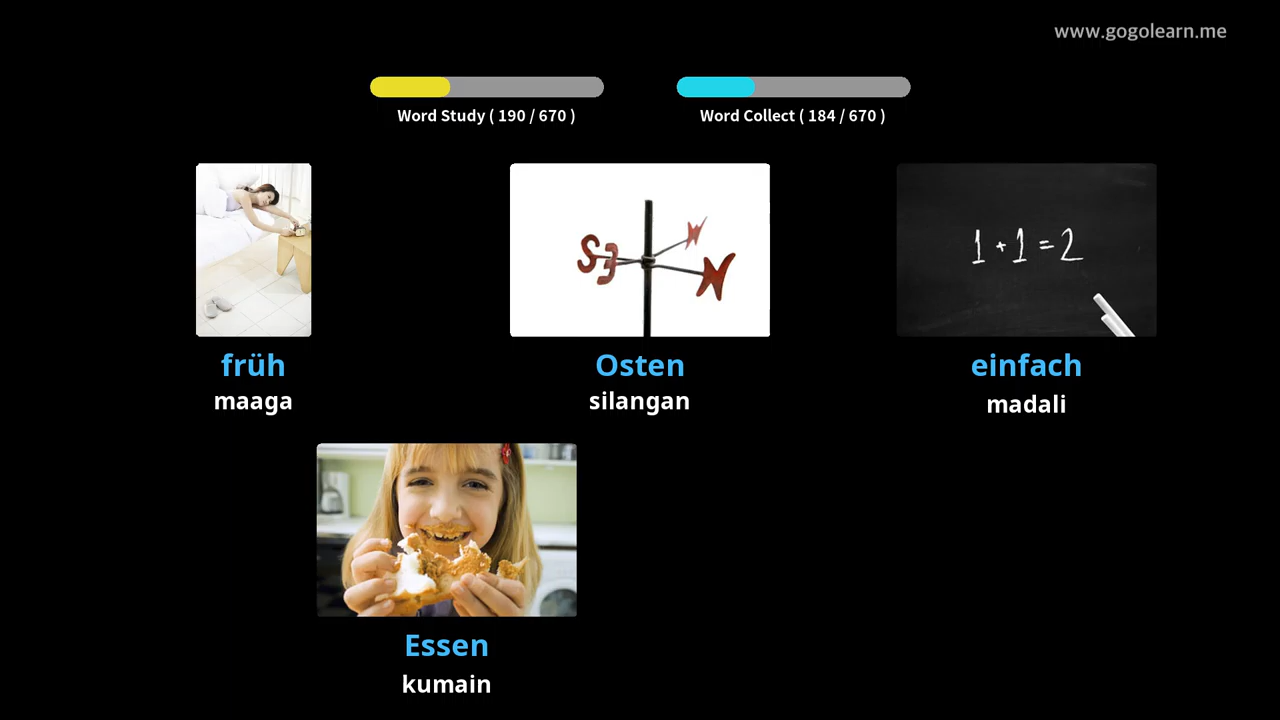 www.gogolearn.me
Word Study ( 190 / 670 )
Word Collect ( 184 / 670 )
S E N W
1 + 1 = 2
früh
maaga
Osten
silangan
einfach
madali
Essen
kumain